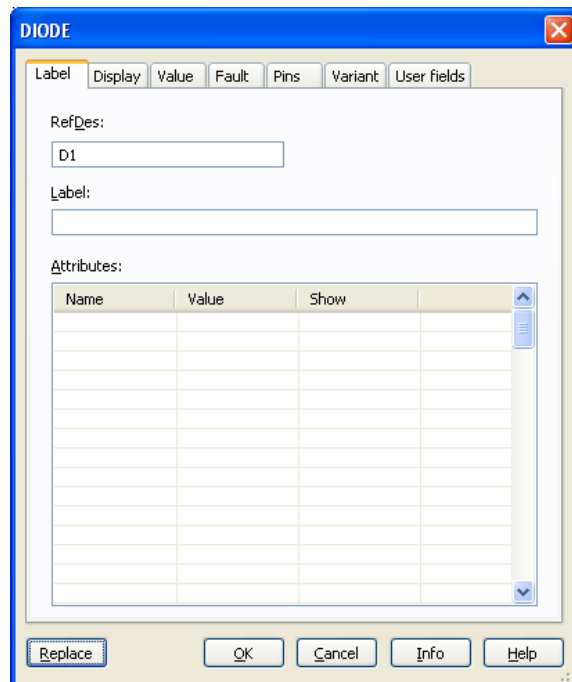 DIODE
Label Display Value Fault Pins Variant User fields
RefDes:
D1
Label:
Attributes:
Name Value Show
Replace OK Cancel Info Help